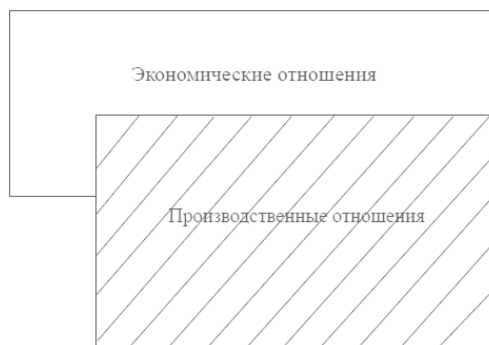 Экономические отношения
Производственные отношения